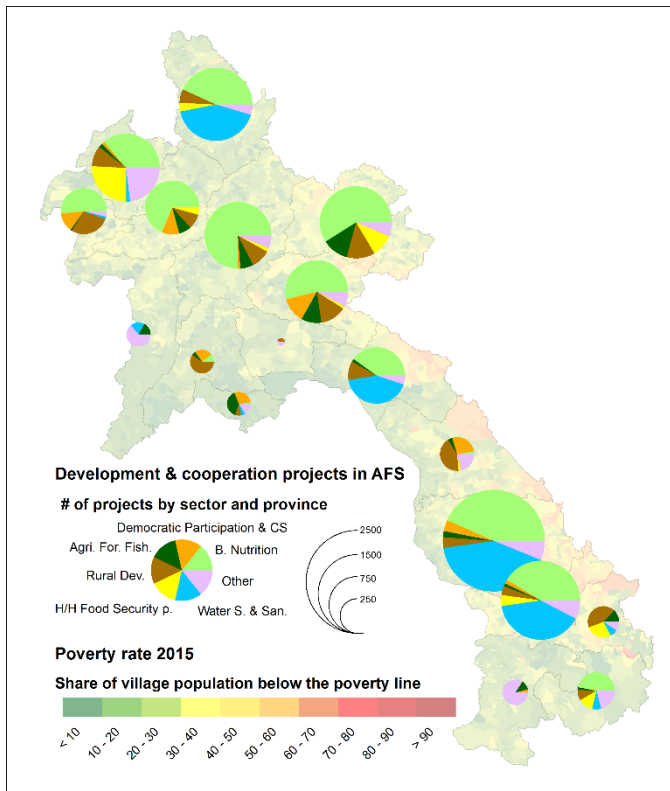 Development & cooperation projects in AFS
# of projects by sector and province
Democratic Participation & CS
Agri. For. Fish.
B. Nutrition
Rural Dev.
Other
H/H Food Security p.
Water S. & San.
2500
1500
750
250
Poverty rate 2015
Share of village population below the poverty line
< 10
10 - 20
20 - 30
30 - 40
40 - 50
50 - 60
60 - 70
70 - 80
80 - 90
> 90